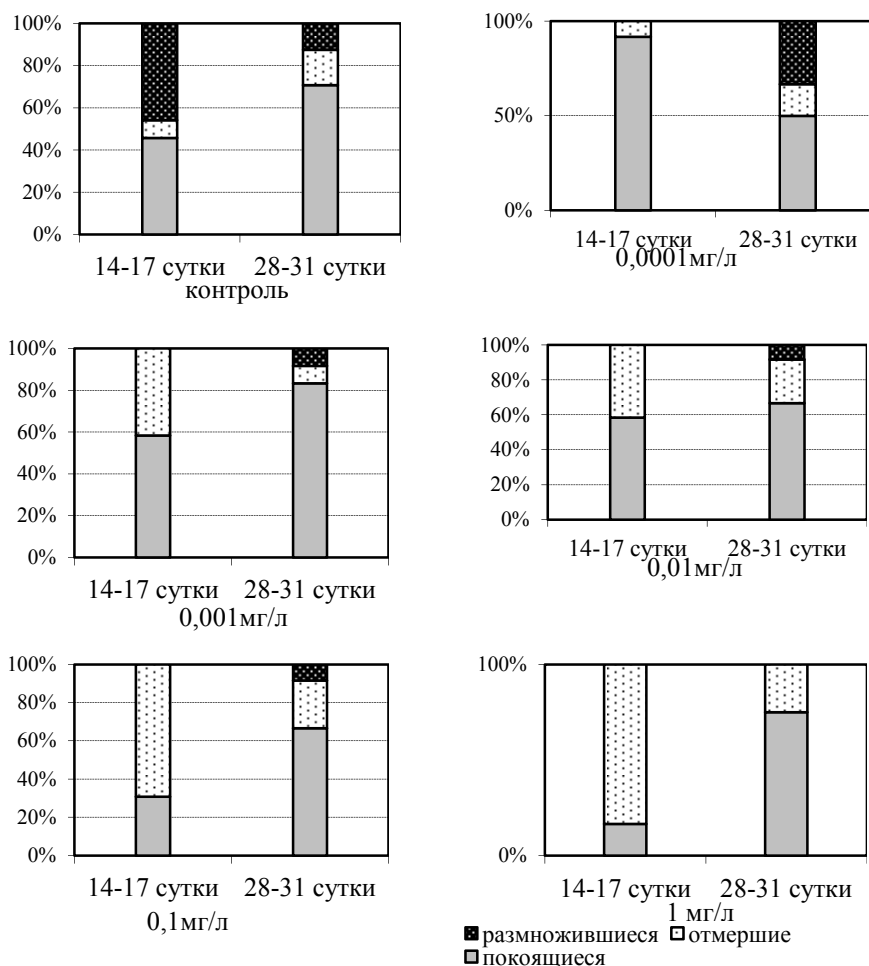 100%
80%
60%
40%
20%
0%
14-17 сутки 28-31 сутки
контроль
100%
50%
0%
14-17 сутки 28-31 сутки
0,0001мг/л
100%
80%
60%
40%
20%
0%
14-17 сутки 28-31 сутки
0,001мг/л
100%
80%
60%
40%
20%
0%
14-17 сутки 28-31 сутки
0,01мг/л
100%
80%
60%
40%
20%
0%
14-17 сутки 28-31 сутки
0,1мг/л
100%
0%
14-17 сутки 28-31 сутки
1 мг/л
размножившиеся отмершие
покоящиеся